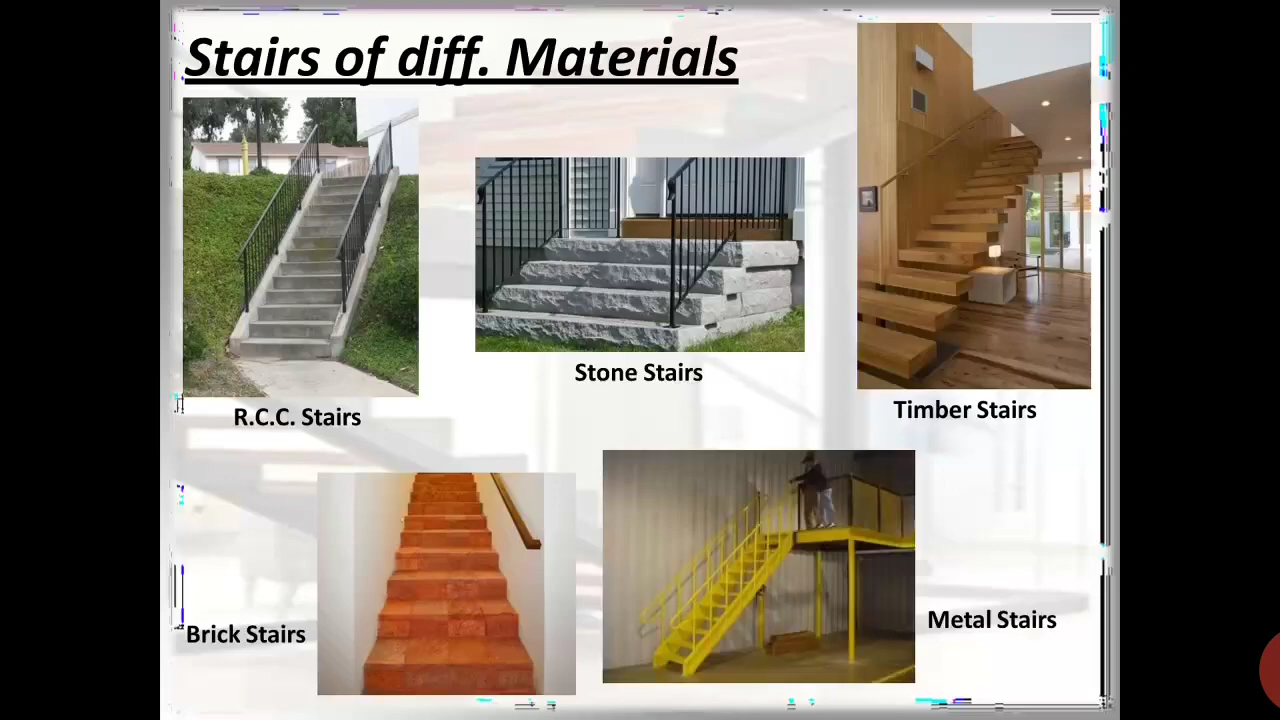 Stairs of diff. Materials
R.C.C. Stairs
Stone Stairs
Timber Stairs
Brick Stairs
Metal Stairs